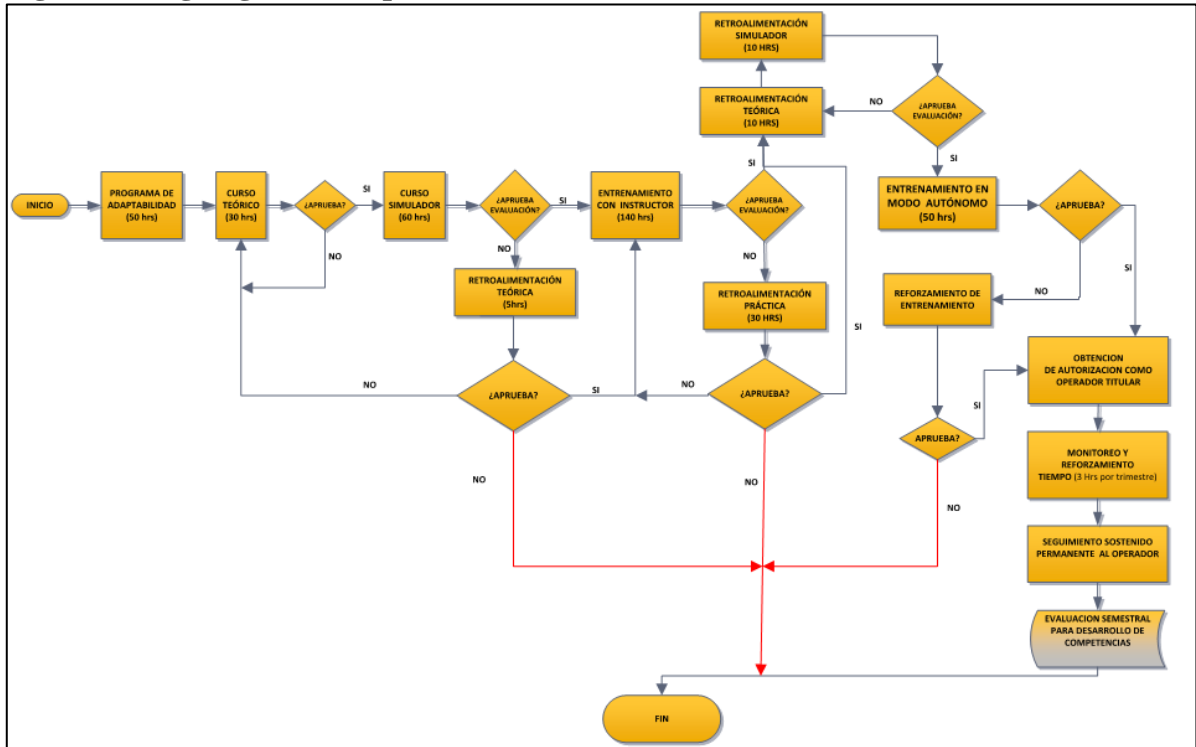 RETROALIMENTACIÓN
SIMULADOR
(10 HRS)
¿APRUEBA
EVALUACIÓN?
NO
RETROALIMENTACIÓN
TEÓRICA
(10 HRS)
SI
SI
INICIO
PROGRAMA DE
ADAPTABILIDAD
(50 hrs)
CURSO
TEÓRICO
(30 hrs)
¿APRUEBA?
SI
NO
CURSO
SIMULADOR
(60 hrs)
¿APRUEBA
EVALUACIÓN?
SI
NO
ENTRENAMIENTO
CON INSTRUCTOR
(140 hrs)
¿APRUEBA
EVALUACIÓN?
NO
ENTRENAMIENTO EN
MODO AUTÓNOMO
(50 hrs)
¿APRUEBA?
SI
NO
RETROALIMENTACIÓN
TEÓRICA
(5hrs)
RETROALIMENTACIÓN
PRÁCTICA
(30 HRS)
SI
REFORZAMIENTO DE
ENTRENAMIENTO
NO
¿APRUEBA?
SI
NO
¿APRUEBA?
OBTENCION
DE AUTORIZACION COMO
OPERADOR TITULAR
SI
APRUEBA?
NO
NO
NO
MONITOREO Y
REFORZAMIENTO
TIEMPO (3 Hrs por trimestre)
SEGUIMIENTO SOSTENIDO
PERMANENTE AL OPERADOR
EVALUACION SEMESTRAL
PARA DESARROLLO DE
COMPETENCIAS
FIN